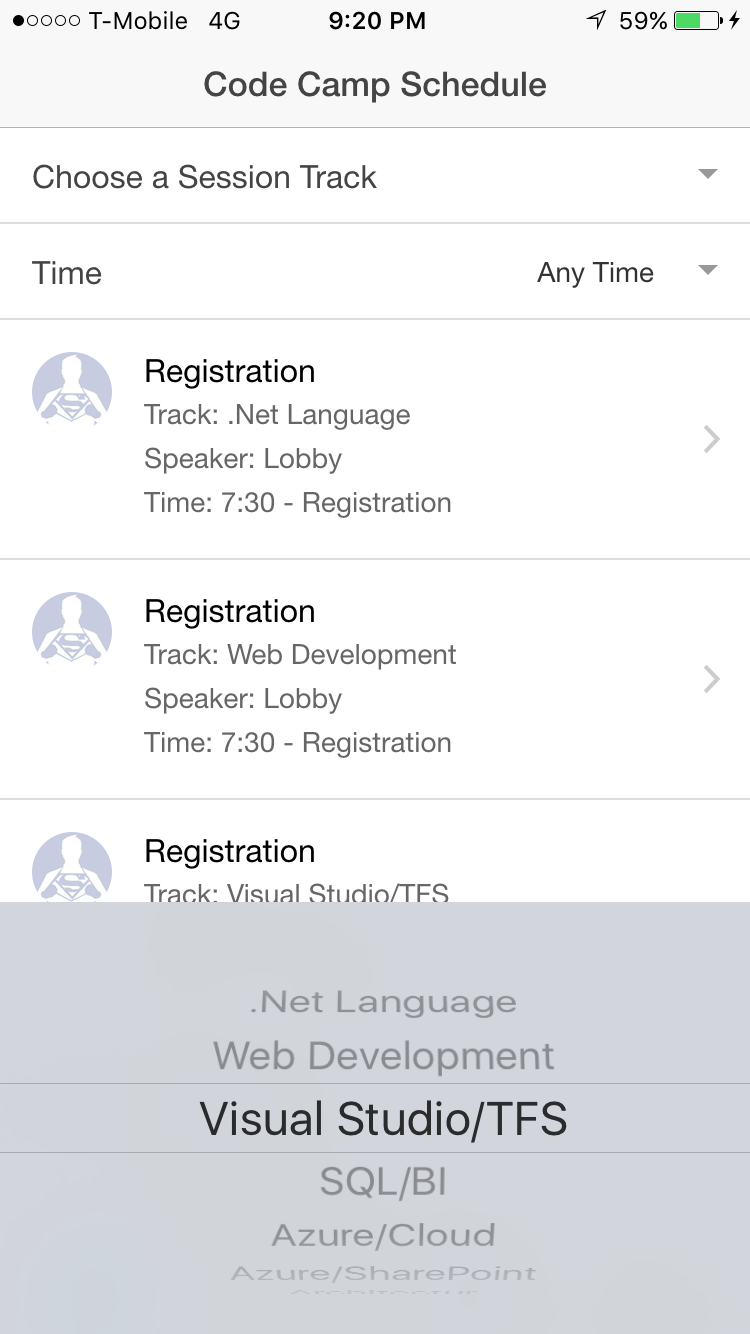 T-Mobile 4G 9:20 PM 59%
Code Camp Schedule
Choose a Session Track
Time Any Time
Registration
Track: .Net Language
Speaker: Lobby
Time: 7:30 - Registration
Registration
Track: Web Development
Speaker: Lobby
Time: 7:30 - Registration
Registration
Track: Visual Studio/TFS
.Net Language
Web Development
Visual Studio/TFS
SQL/BI
Azure/Cloud
Azure/SharePoint